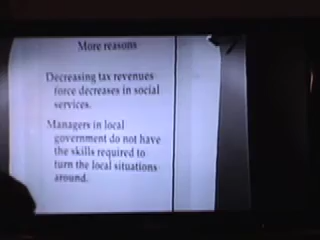 More reasons
Decreasing tax revenues
force decreases in social
services.
Managers in local
government do not have
the skills required to
turn the local situations
around.